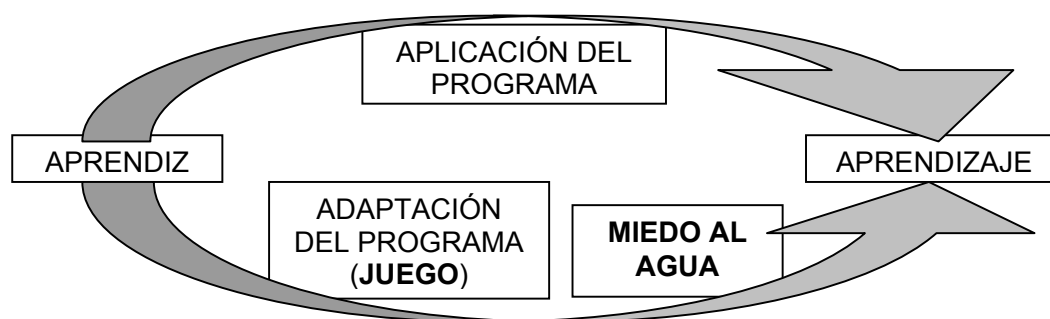 APLICACIÓN DEL
PROGRAMA
APRENDIZ
APRENDIZAJE
ADAPTACIÓN
DEL PROGRAMA
(JUEGO)
MIEDO AL
AGUA